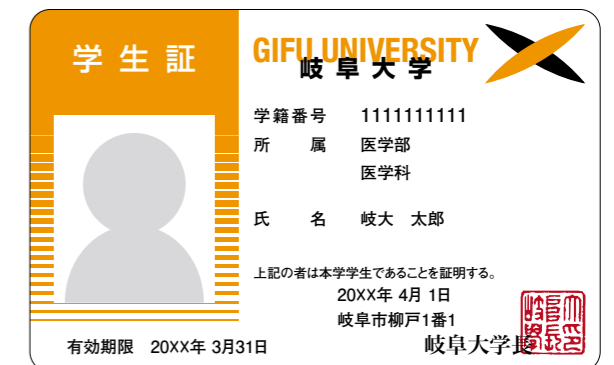 学生証
GIFU UNIVERSITY
岐阜大学
学籍番号 1111111111
所属 医学部
医学科
氏名 岐大 太郎
上記の者は本学学生であることを証明する。
20XX年 4月 1日
岐阜市柳戸1番1
岐阜大学長
有効期限 20XX年 3月31日